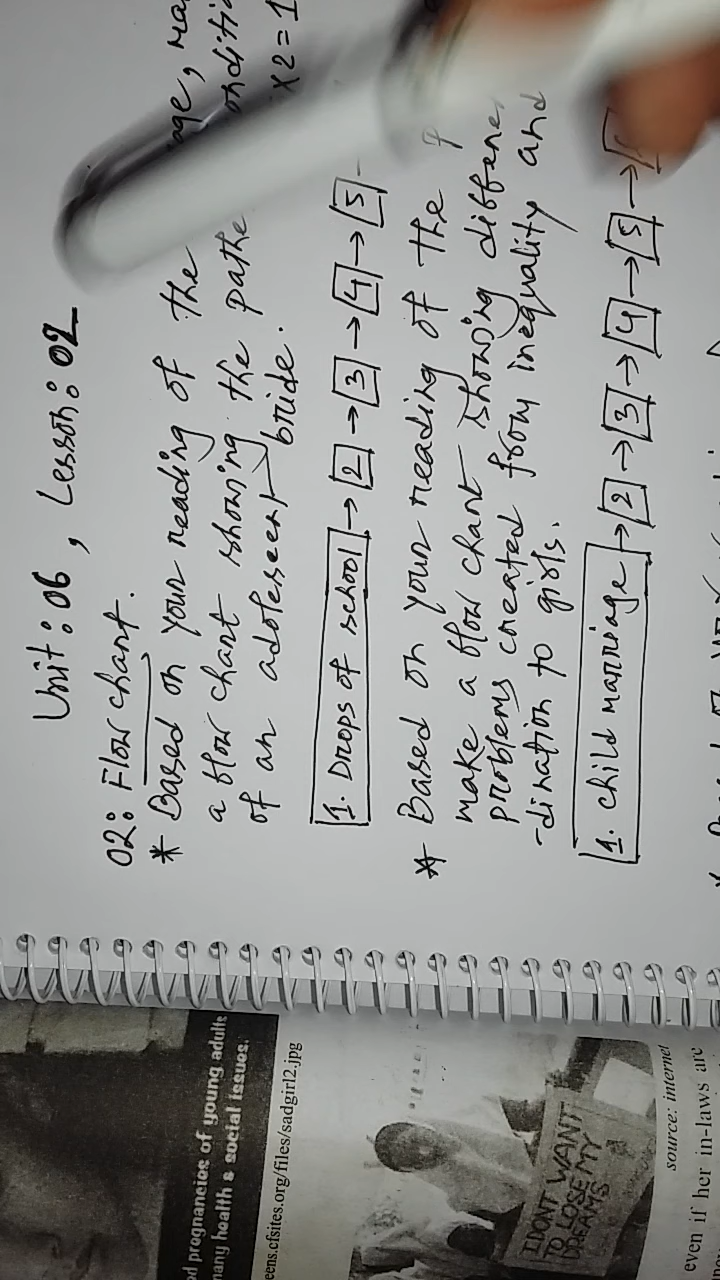 Unit: 06, Lesson: 02
02: Flow chart.
* Based on your reading of the age,
a flow chart showing the
of an adolescent bride. x2=1
1. Drops of school → 2 → 3 → 4 → 5
* Based on your reading of the
make a flow chart showing
problems created from inequality and
-dination to girls.
1. child marriage → 2 → 3 → 4 → 5 →
pregnancies of young adults
many health & social issues.
eens.cfsites.org/files/sadgirl2.jpg
I DONT WANT
TO LOSE MY
DREAMS
source: internet
even if her in-laws are